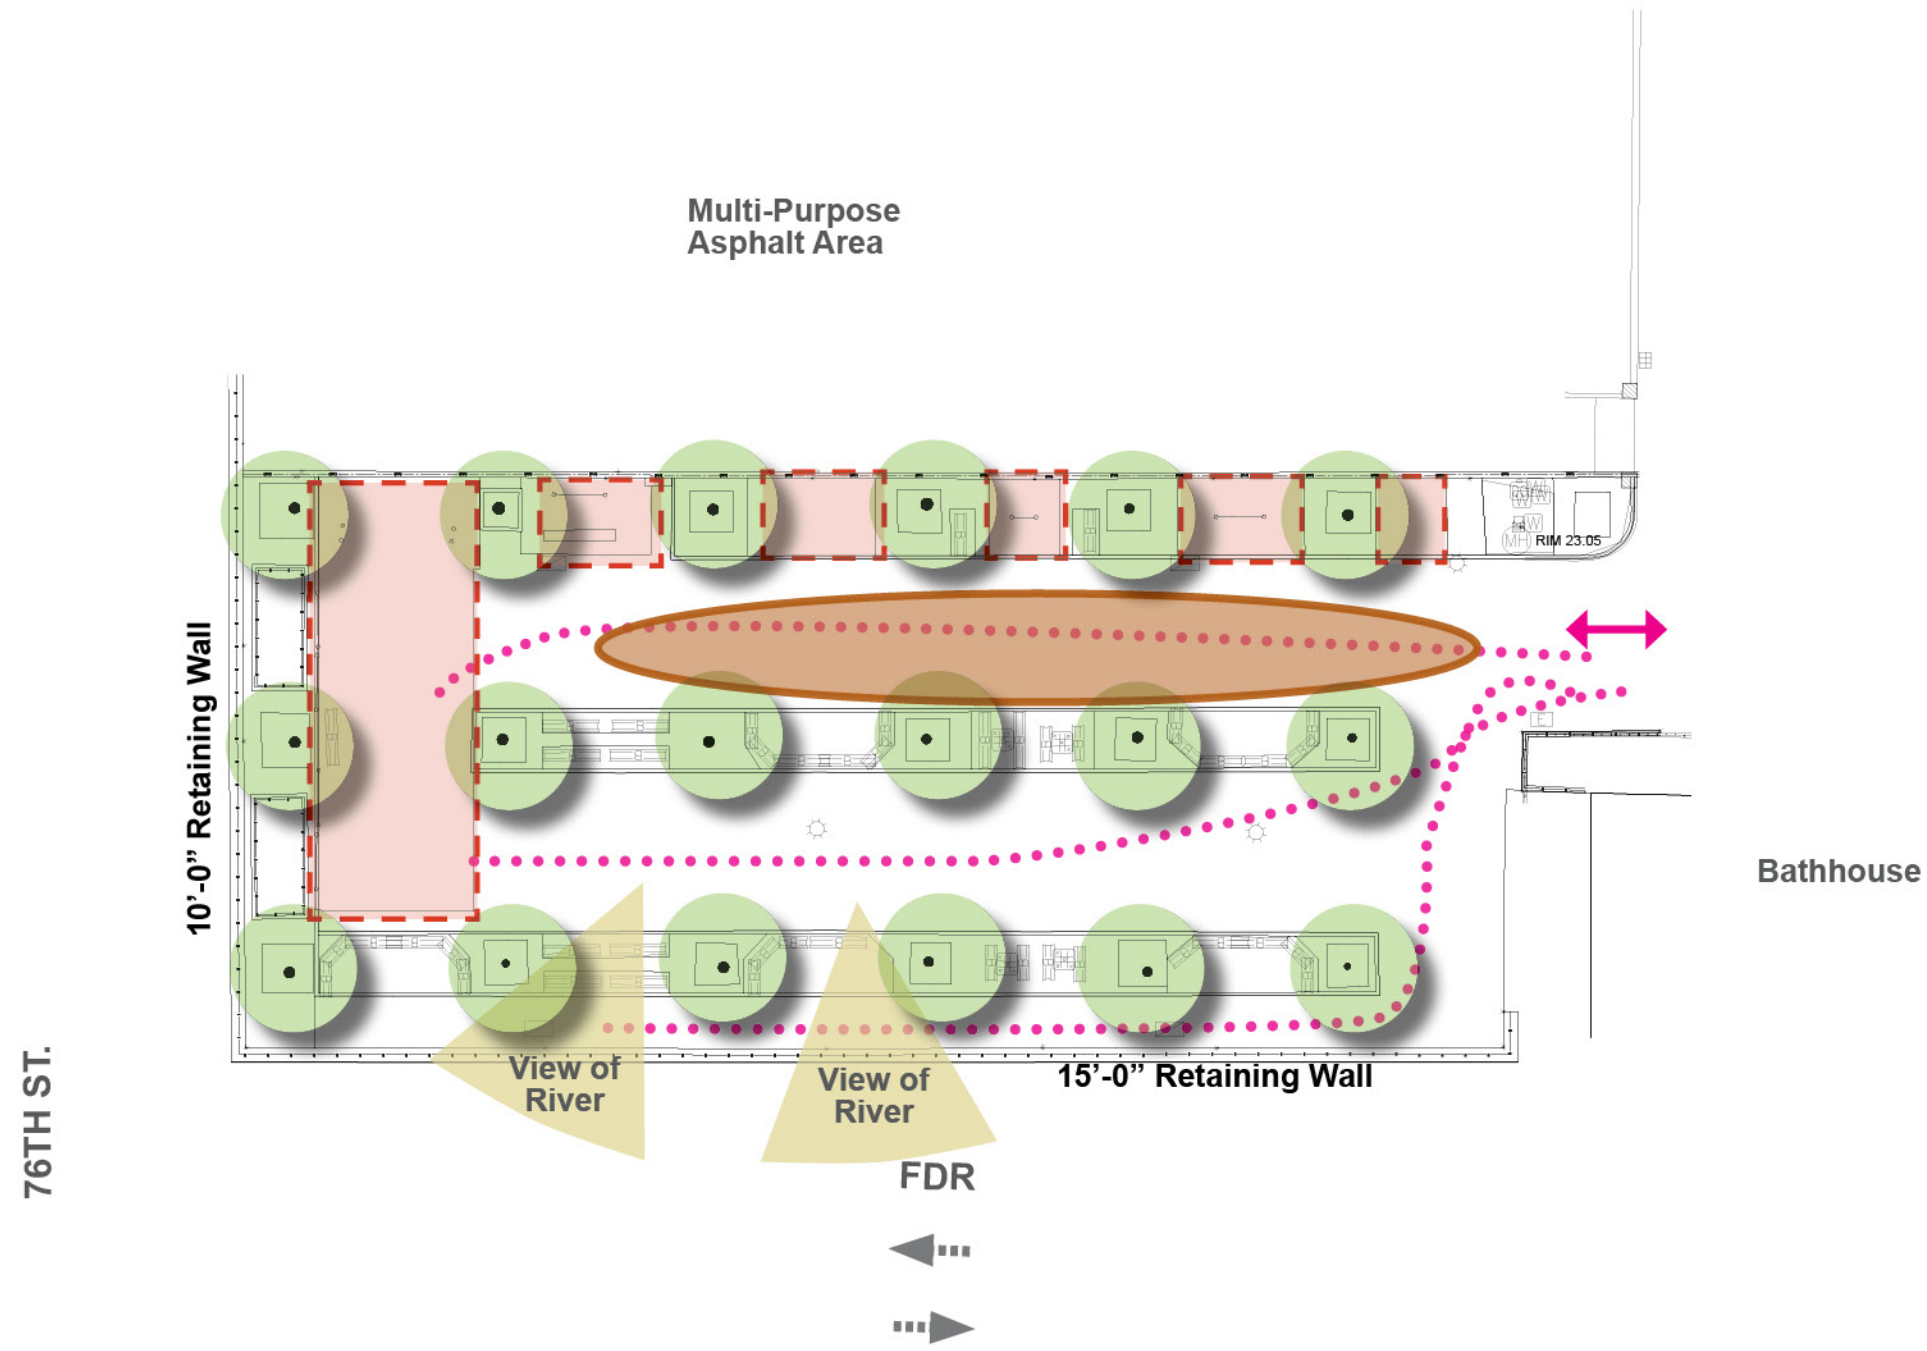 Multi-Purpose
Asphalt Area
MH
RIM 23.05
10’-0” Retaining Wall
E
Bathhouse
View of
River
View of
River
15’-0” Retaining Wall
76TH ST.
FDR